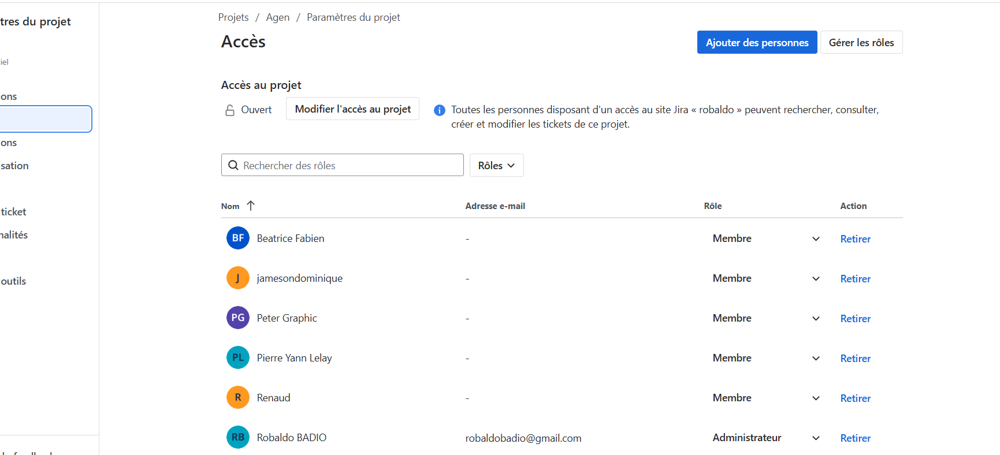 tres du projet
iel
ons
ons
sation
ticket
nalités
outils
Projets / Agen / Paramètres du projet
Accès
Ajouter des personnes
Gérer les rôles
Accès au projet
Ouvert
Modifier l'accès au projet
Toutes les personnes disposant d'un accès au site Jira « robaldo » peuvent rechercher, consulter,
créer et modifier les tickets de ce projet.
Rechercher des rôles
Rôles
Nom Adresse e-mail Rôle Action
BF Beatrice Fabien - Membre Retirer
J jamesondominique - Membre Retirer
PG Peter Graphic - Membre Retirer
PL Pierre Yann Lelay - Membre Retirer
R Renaud - Membre Retirer
RB Robaldo BADIO robaldobadio@gmail.com Administrateur Retirer